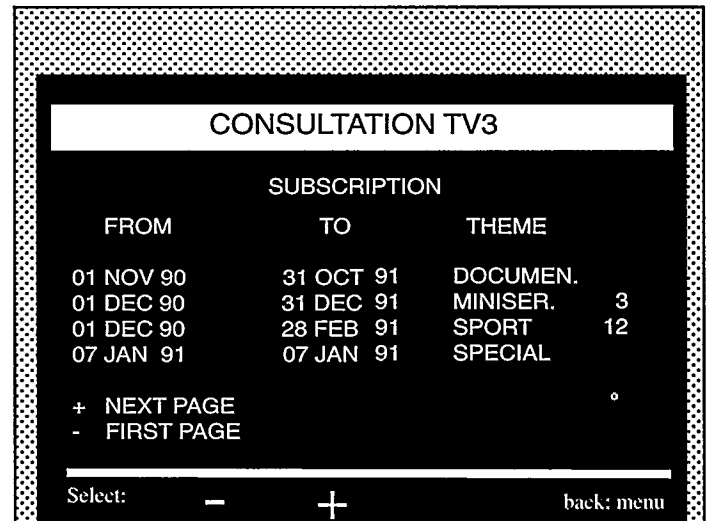 CONSULTATION TV3
SUBSCRIPTION
FROM TO THEME
01 NOV 90 31 OCT 91 DOCUMEN.
01 DEC 90 31 DEC 91 MINISER. 3
01 DEC 90 28 FEB 91 SPORT 12
07 JAN 91 07 JAN 91 SPECIAL
+ NEXT PAGE °
- FIRST PAGE
Select: - + back: menu